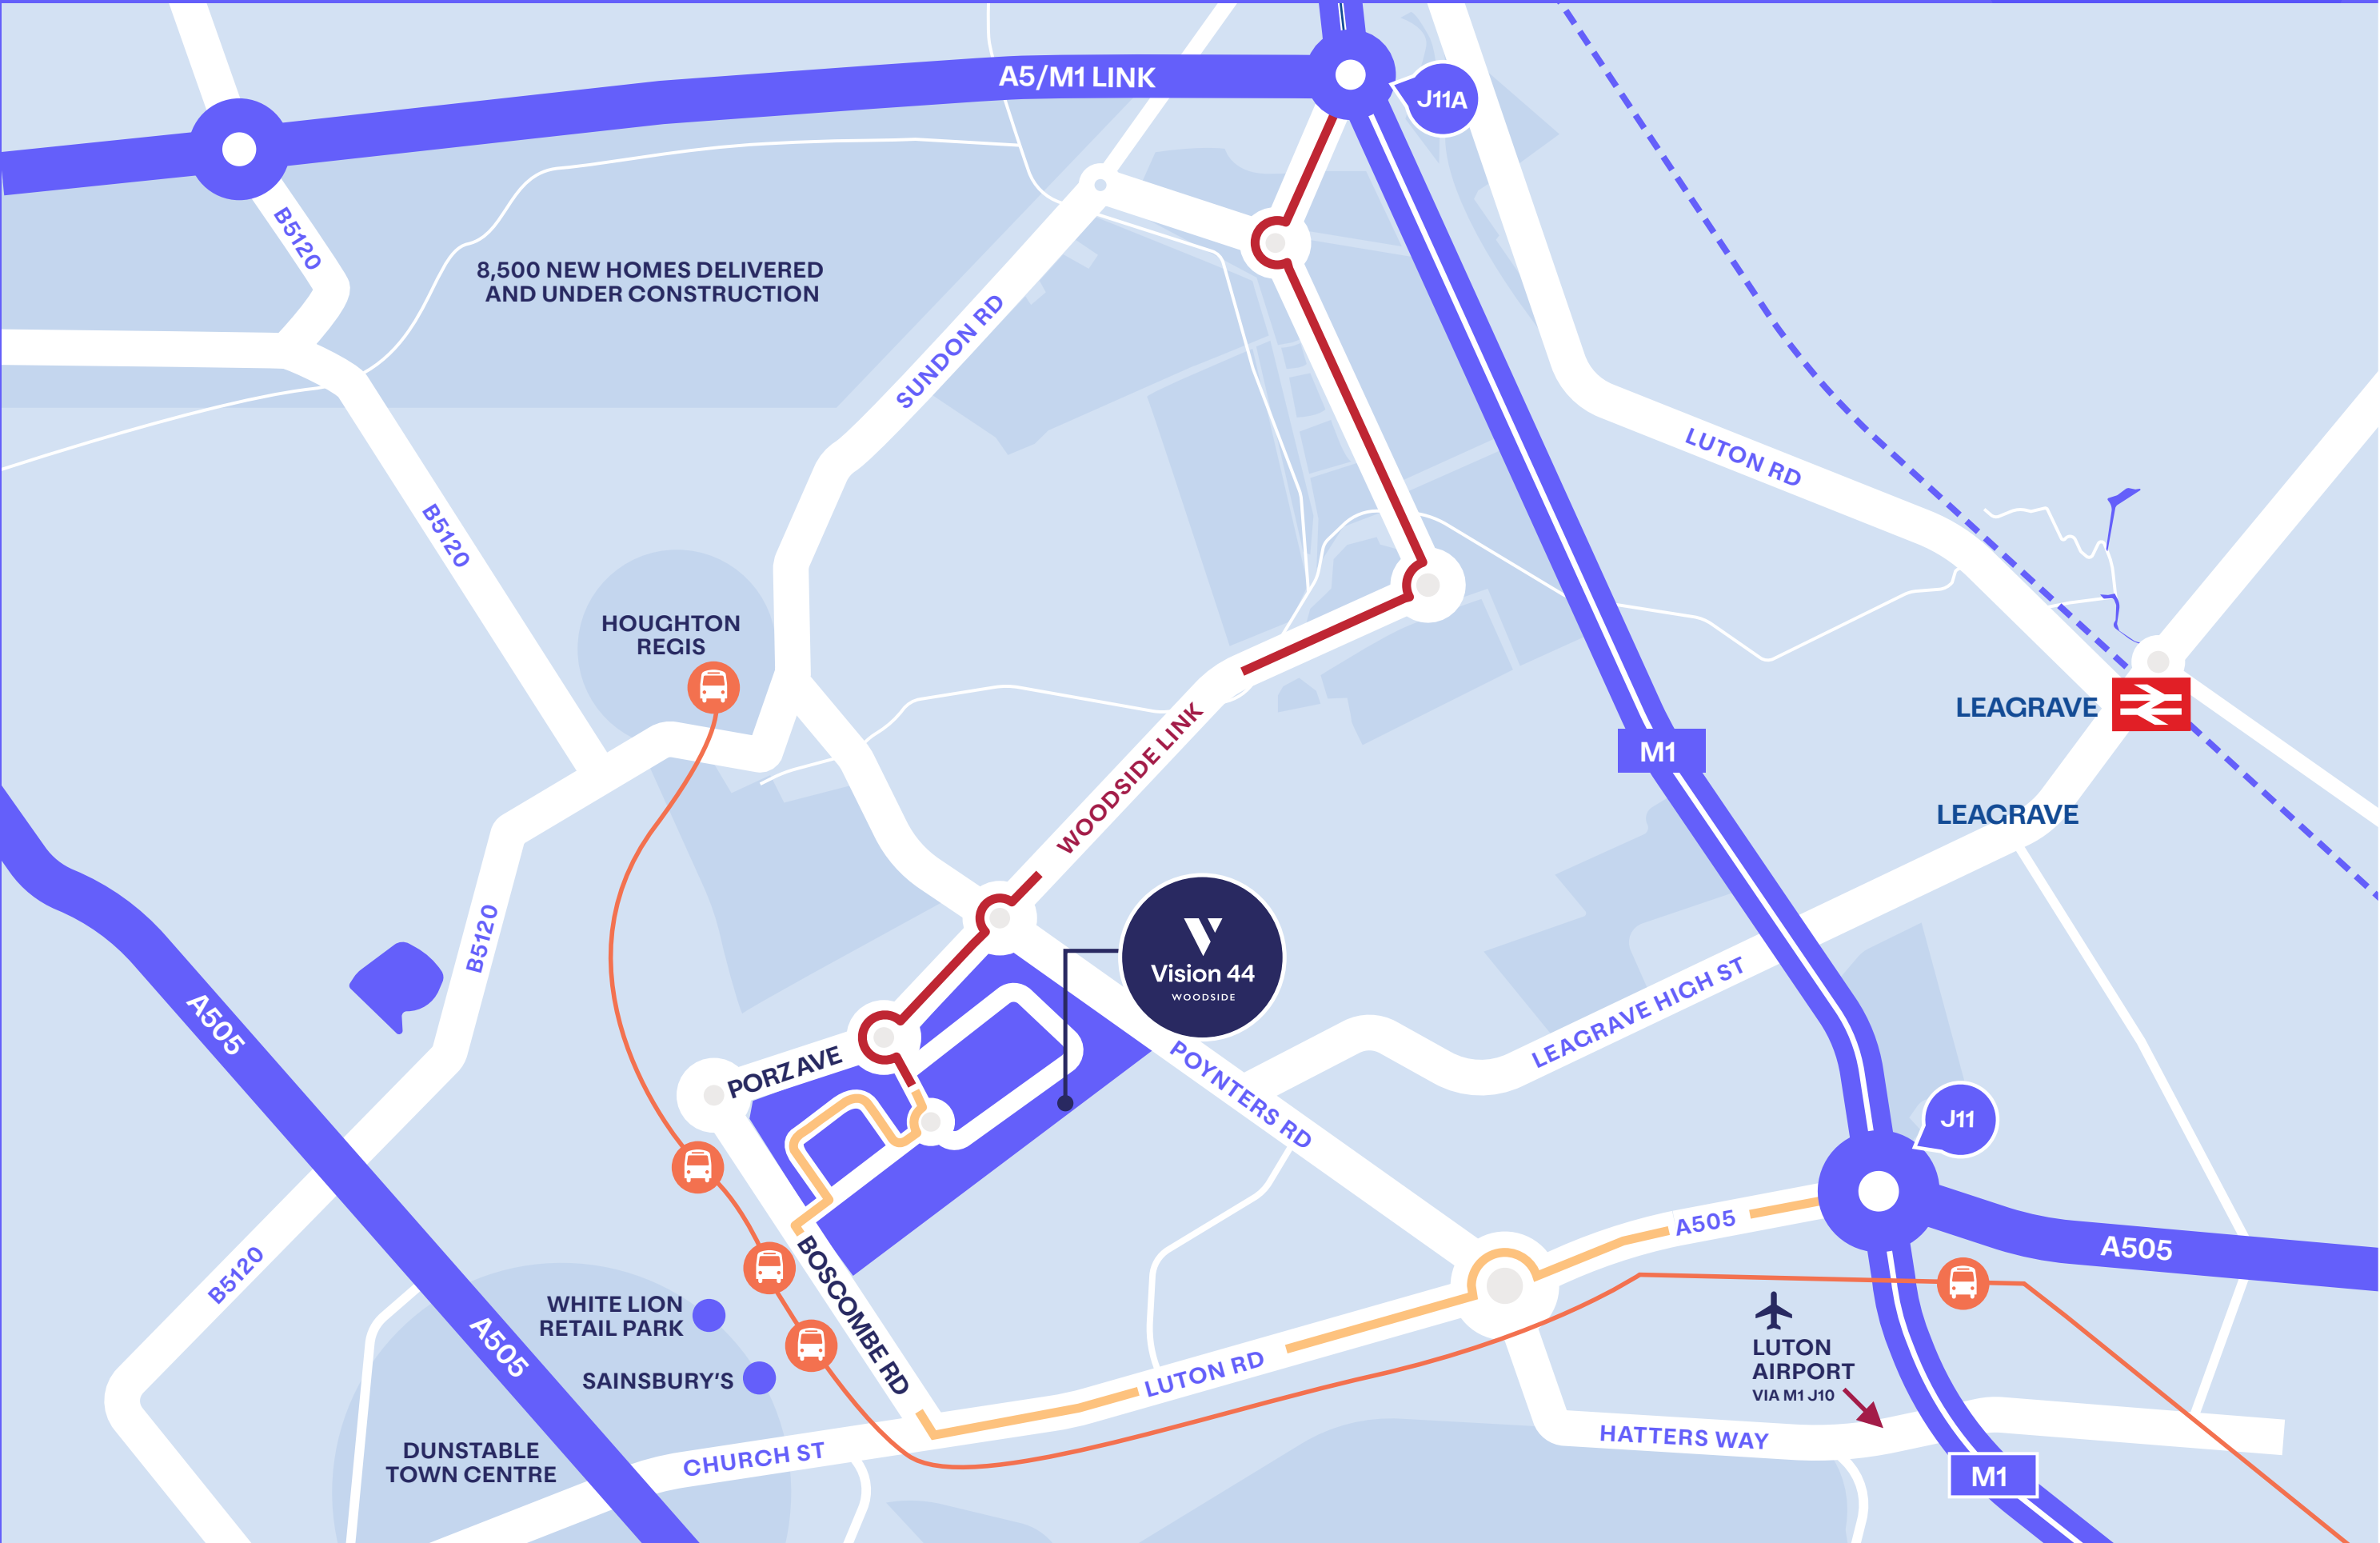 A5/M1 LINK
J11A
B5120
8,500 NEW HOMES DELIVERED
AND UNDER CONSTRUCTION
SUNDON RD
LUTON RD
B5120
HOUGHTON
REGIS
LEAGRAVE
WOODSIDE LINK
M1
LEAGRAVE
B5120
Vision 44
WOODSIDE
A505
LEAGRAVE HIGH ST
PORZ AVE
POYNTERS RD
J11
A505
A505
B5120
BOSCOMBE RD
WHITE LION
RETAIL PARK
A505
SAINSBURY'S
LUTON RD
LUTON
AIRPORT
VIA M1 J10
DUNSTABLE
TOWN CENTRE
CHURCH ST
HATTERS WAY
M1